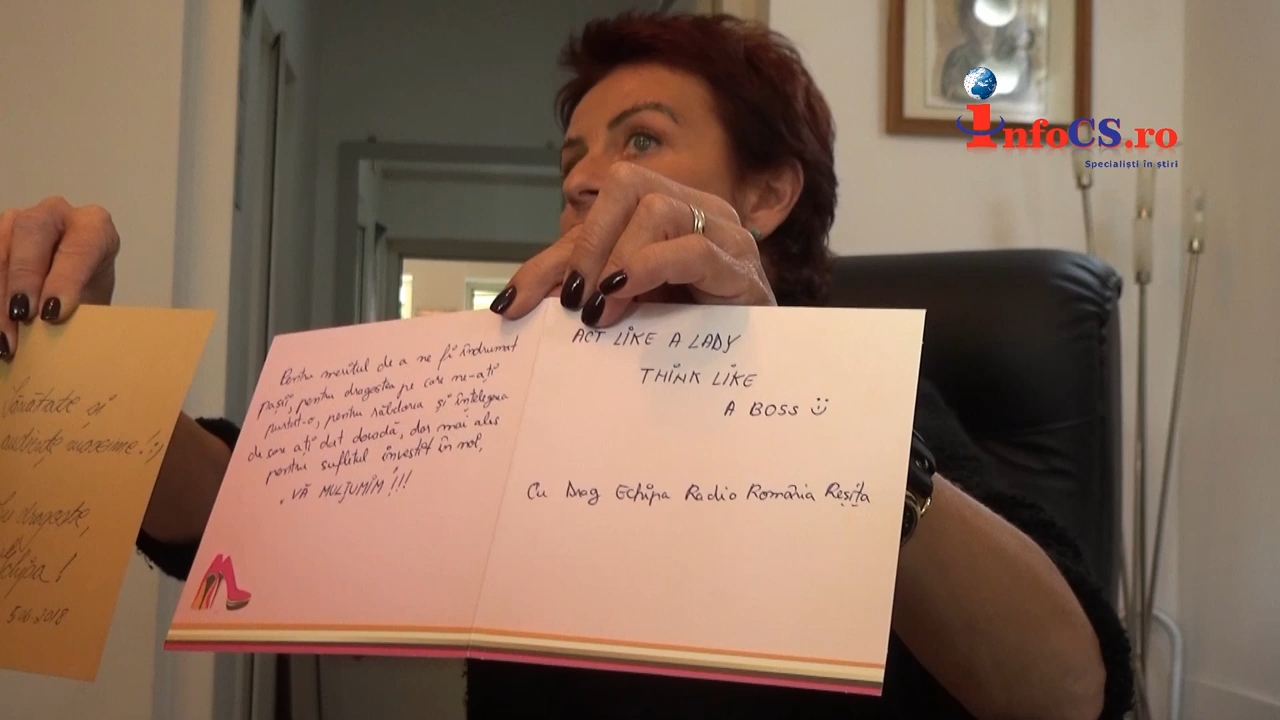 InfoCS.ro
Specialiști în știri
Sănătate și
audiențe maxime! :)
dragoste,
Echipa!
5.06.2018
Pentru meritul de a ne fi îndrumat
pașii, pentru dragostea pe care ne-ați
purtat-o, pentru răbdarea și înțelegerea
de care ați dat dovadă, dar mai ales
pentru sufletul investit în noi,
VĂ MULȚUMIM!!!
ACT LIKE A LADY
THINK LIKE
A BOSS
Cu Drag Echipa Radio România Reșița